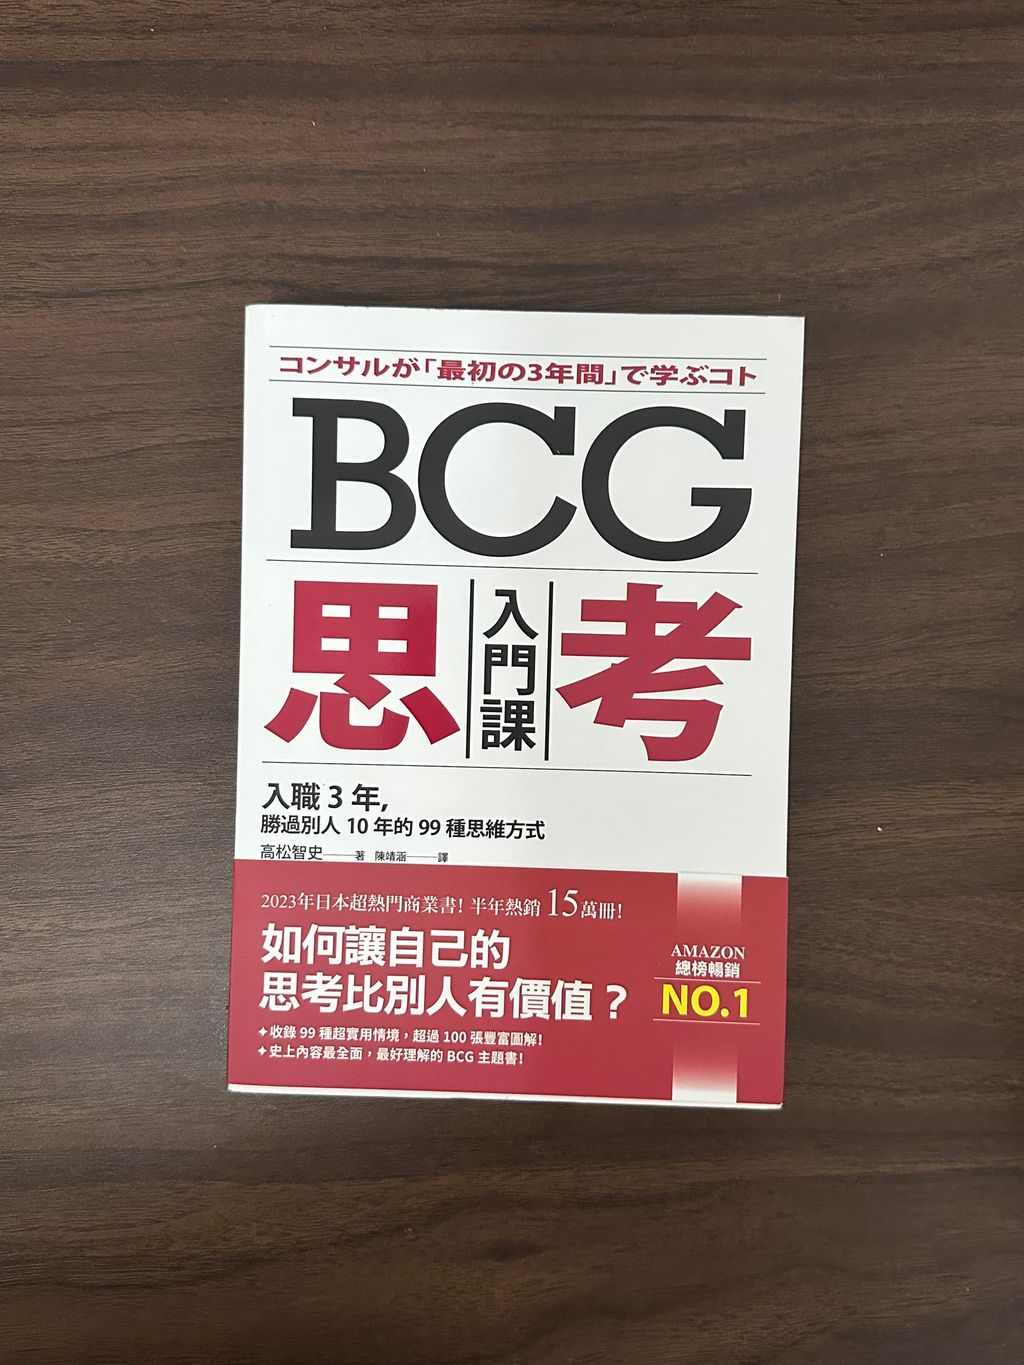 コンサルが「最初の3年間」で学ぶコト
BCG
思考
入門課
入職 3 年,
勝過別人 10 年的 99 種思維方式
高松智史——著 陳靖涵——譯
2023年日本超熱門商業書! 半年熱銷 15萬冊!
如何讓自己的
思考比別人有價值？
✦收錄 99 種超實用情境，超過 100 張豐富圖解!
✦史上內容最全面，最好理解的 BCG 主題書!
AMAZON
總榜暢銷
NO.1